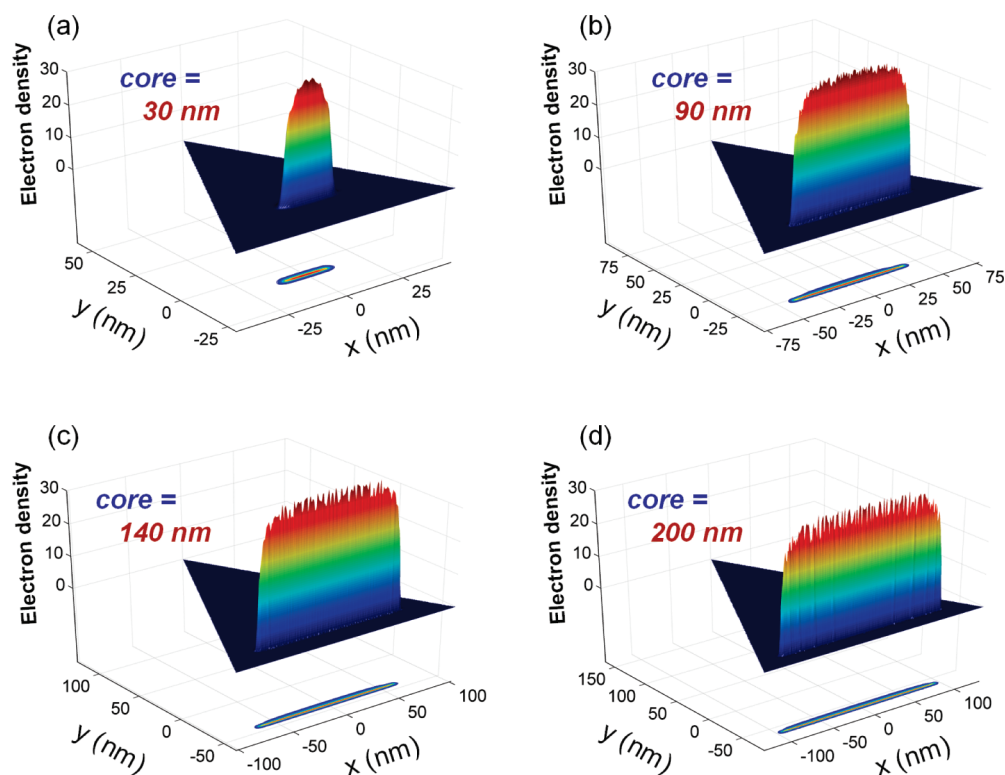 (a)
Electron density
30
20
10
0
core =
30 nm
50
25
0
-25
y (nm)
-25
0
25
x (nm)
(b)
Electron density
30
20
10
0
core =
90 nm
75
50
25
0
-25
y (nm)
-75
-50
-25
0
25
50
75
x (nm)
(c)
Electron density
30
20
10
0
core =
140 nm
100
50
0
-50
y (nm)
-100
-50
0
50
100
x (nm)
(d)
Electron density
30
20
10
0
core =
200 nm
150
100
50
0
-50
y (nm)
-100
-50
0
50
100
x (nm)